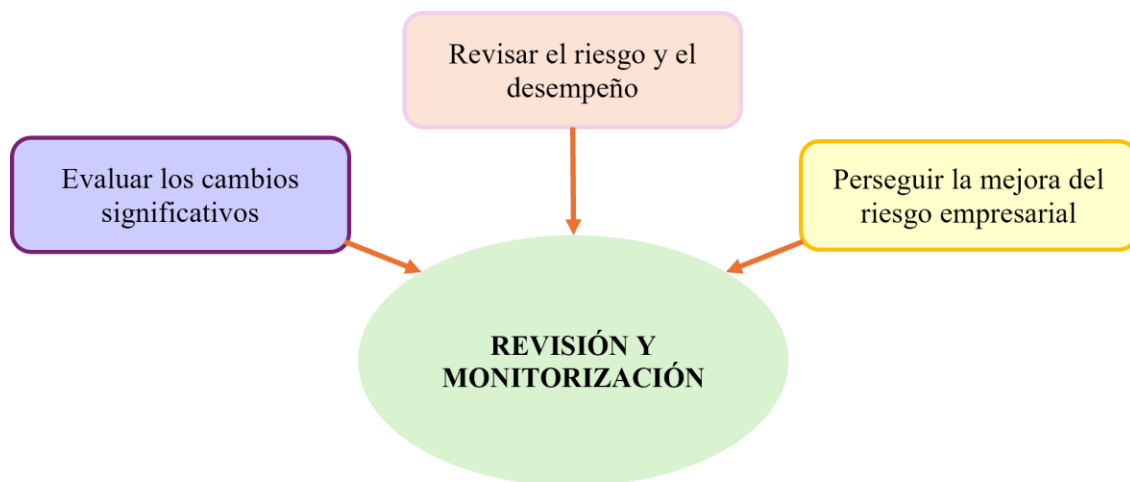 Revisar el riesgo y el
desempeño
Evaluar los cambios
significativos
Perseguir la mejora del
riesgo empresarial
REVISIÓN Y
MONITORIZACIÓN